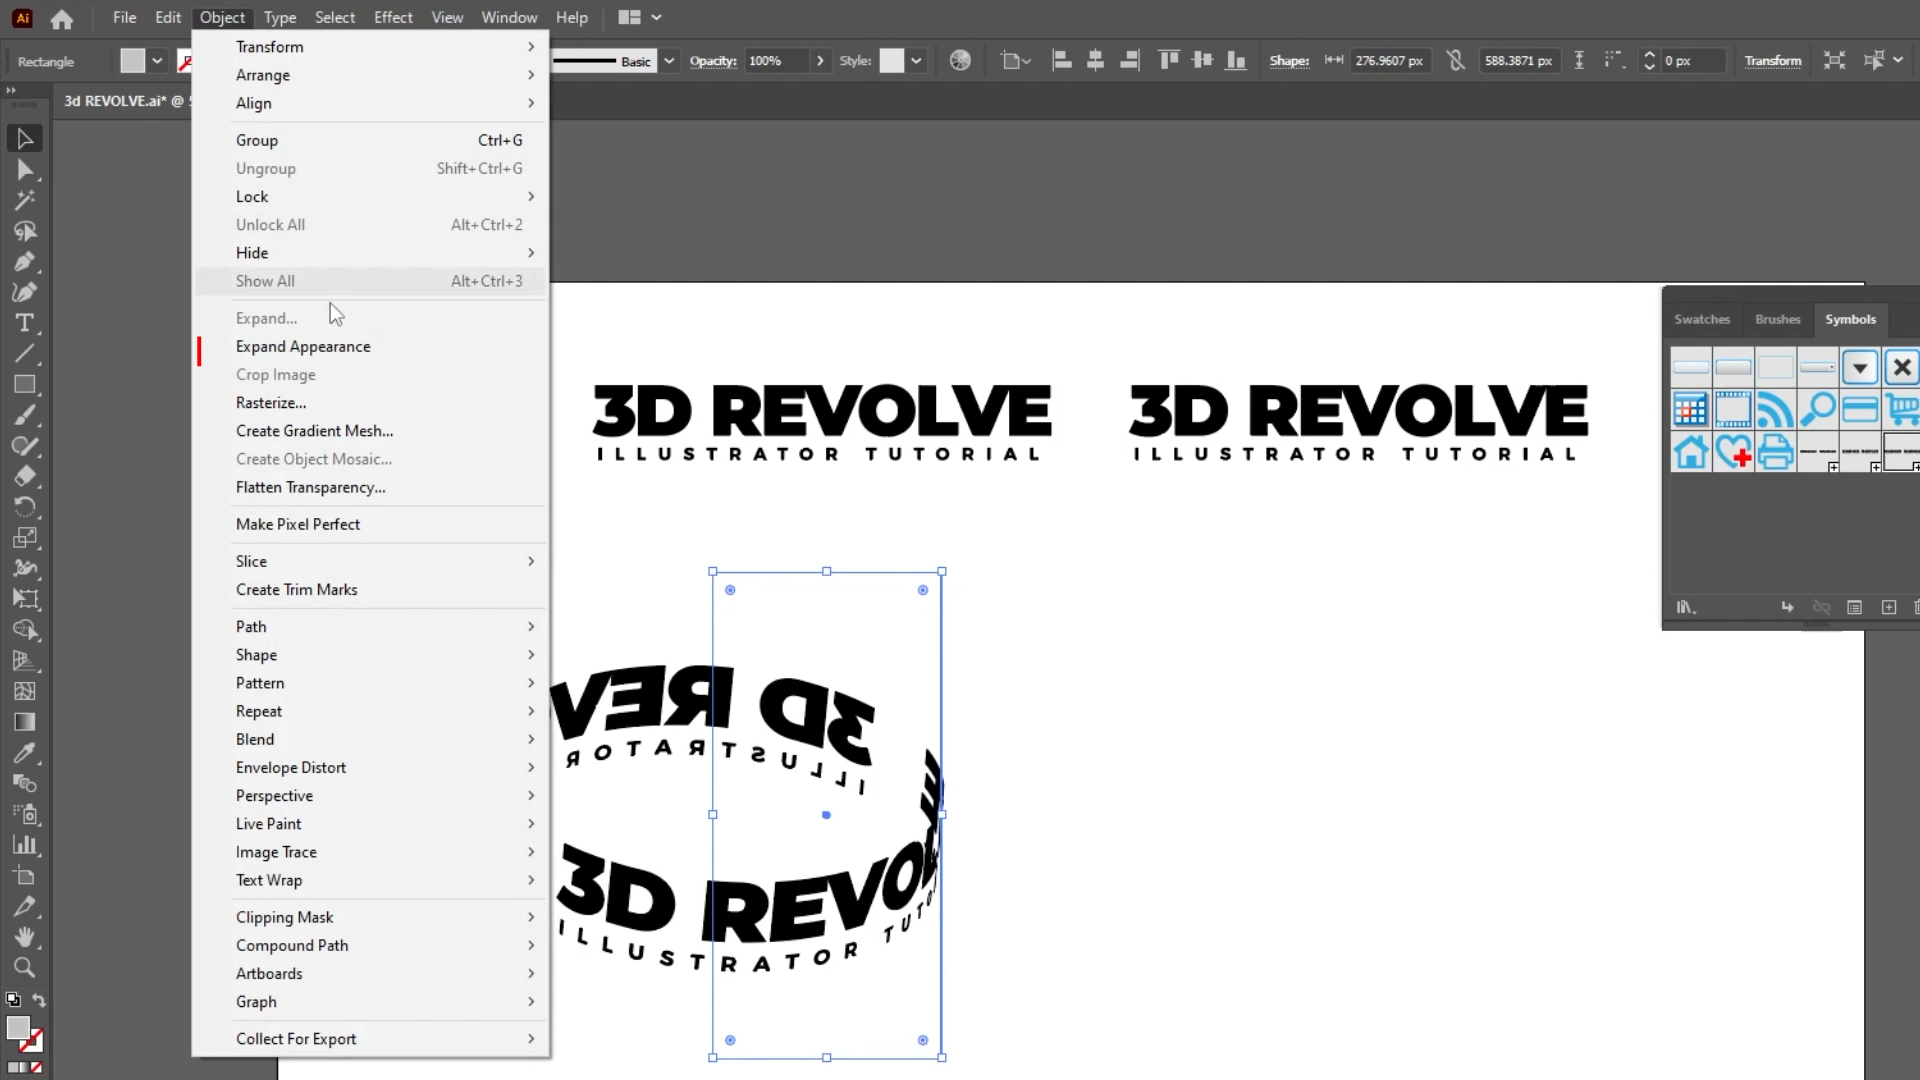 Ai File Edit Object Type Select Effect View Window Help
Rectangle Basic Opacity: 100% Style: Shape: 276.9607 px 588.3871 px 0 px Transform
3d REVOLVE.ai* @
Transform
Arrange
Align
Group Ctrl+G
Ungroup Shift+Ctrl+G
Lock
Unlock All Alt+Ctrl+2
Hide
Show All Alt+Ctrl+3
Expand...
Expand Appearance
Crop Image
Rasterize...
Create Gradient Mesh...
Create Object Mosaic...
Flatten Transparency...
Make Pixel Perfect
Slice
Create Trim Marks
Path
Shape
Pattern
Repeat
Blend
Envelope Distort
Perspective
Live Paint
Image Trace
Text Wrap
Clipping Mask
Compound Path
Artboards
Graph
Collect For Export
3D REVOLVE
ILLUSTRATOR TUTORIAL
3D REVOLVE
ILLUSTRATOR TUTORIAL
Swatches Brushes Symbols
3D REV
ILLUSTRATOR
3D REVOLVE
ILLUSTRATOR TUTO